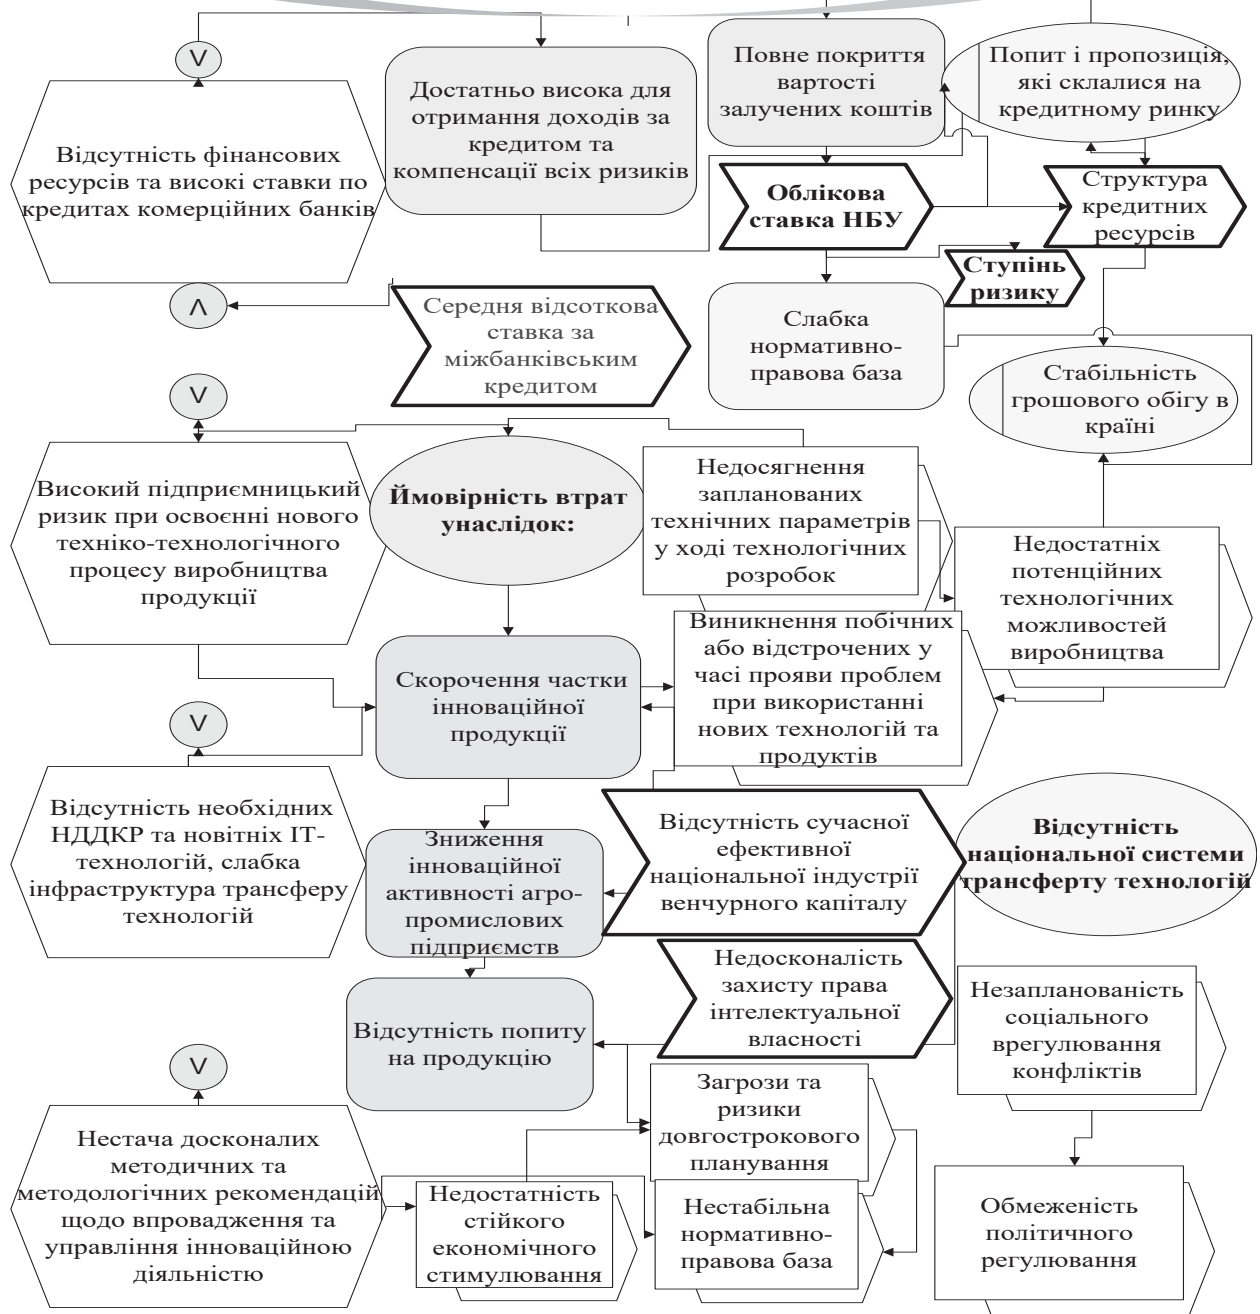 V
Відсутність фінансових
ресурсів та високі ставки по
кредитах комерційних банків
Достатньо висока для
отримання доходів за
кредитом та
компенсації всіх ризиків
Повне покриття
вартості
залучених коштів
Попит і пропозиція,
які склалися на
кредитному ринку
Облікова
ставка НБУ
Структура
кредитних
ресурсів
Ступінь
ризику
Λ
Середня відсоткова
ставка за
міжбанківським
кредитом
Слабка
нормативно-
правова база
Стабільність
грошового обігу в
країні
V
Високий підприємницький
ризик при освоєнні нового
техніко-технологічного
процесу виробництва
продукції
Ймовірність втрат
унаслідок:
Недосягнення
запланованих
технічних параметрів
у ході технологічних
розробок
Недостатніх
потенційних
технологічних
можливостей
виробництва
Скорочення частки
інноваційної
продукції
Виникнення побічних
або відстрочених у
часі прояви проблем
при використанні
нових технологій та
продуктів
V
Відсутність необхідних
НДДКР та новітніх ІТ-
технологій, слабка
інфраструктура трансферу
технологій
Зниження
інноваційної
активності агро-
промислових
підприємств
Відсутність сучасної
ефективної
національної індустрії
венчурного капіталу
Відсутність
національної системи
трансферту технологій
Недосконалість
захисту права
інтелектуальної
власності
Незапланованість
соціального
врегулювання
конфліктів
Відсутність попиту
на продукцію
V
Нестача досконалих
методичних та
методологічних рекомендацій
щодо впровадження та
управління інноваційною
діяльністю
Загрози та
ризики
довгострокового
планування
Недостатність
стійкого
економічного
стимулювання
Нестабільна
нормативно-
правова база
Обмеженість
політичного
регулювання